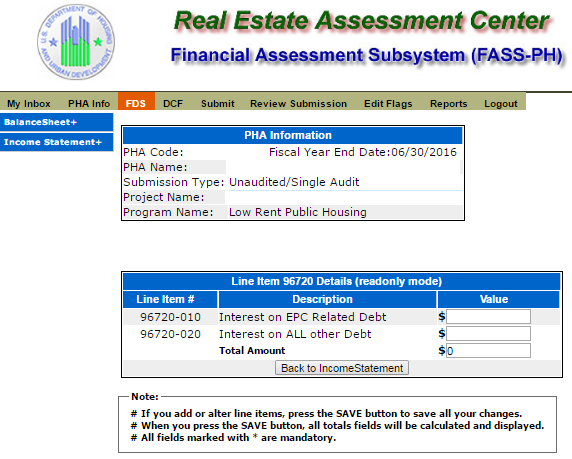 U.S. DEPARTMENT OF HOUSING
AND URBAN DEVELOPMENT
Real Estate Assessment Center
Financial Assessment Subsystem (FASS-PH)
My Inbox PHA Info FDS DCF Submit Review Submission Edit Flags Reports Logout
BalanceSheet+
Income Statement+
PHA Information
PHA Code: Fiscal Year End Date:06/30/2016
PHA Name:
Submission Type: Unaudited/Single Audit
Project Name:
Program Name: Low Rent Public Housing
Line Item 96720 Details (readonly mode)
Line Item # Description Value
96720-010 Interest on EPC Related Debt $
96720-020 Interest on ALL other Debt $
Total Amount $0
Back to IncomeStatement
Note:
# If you add or alter line items, press the SAVE button to save all your changes.
# When you press the SAVE button, all totals fields will be calculated and displayed.
# All fields marked with * are mandatory.